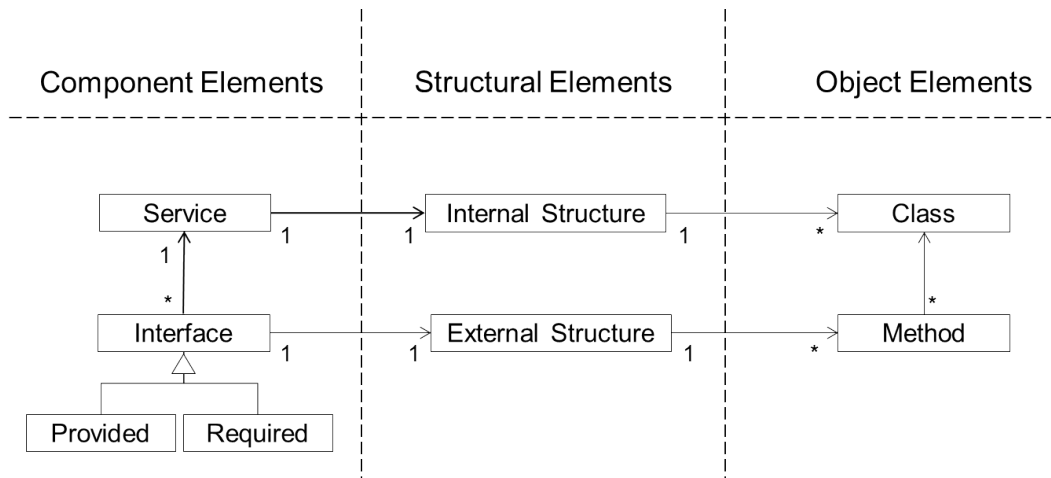 Component Elements
Structural Elements
Object Elements
Service
Internal Structure
Class
1
1
1
1
*
*
*
Interface
External Structure
Method
1
1
1
*
Provided
Required